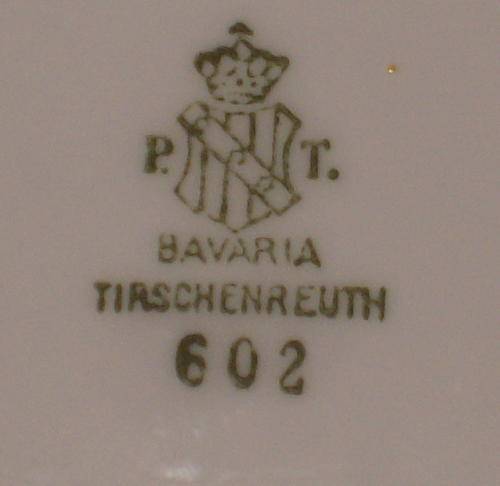 P. T.
BAVARIA
TIRSCHENREUTH
602